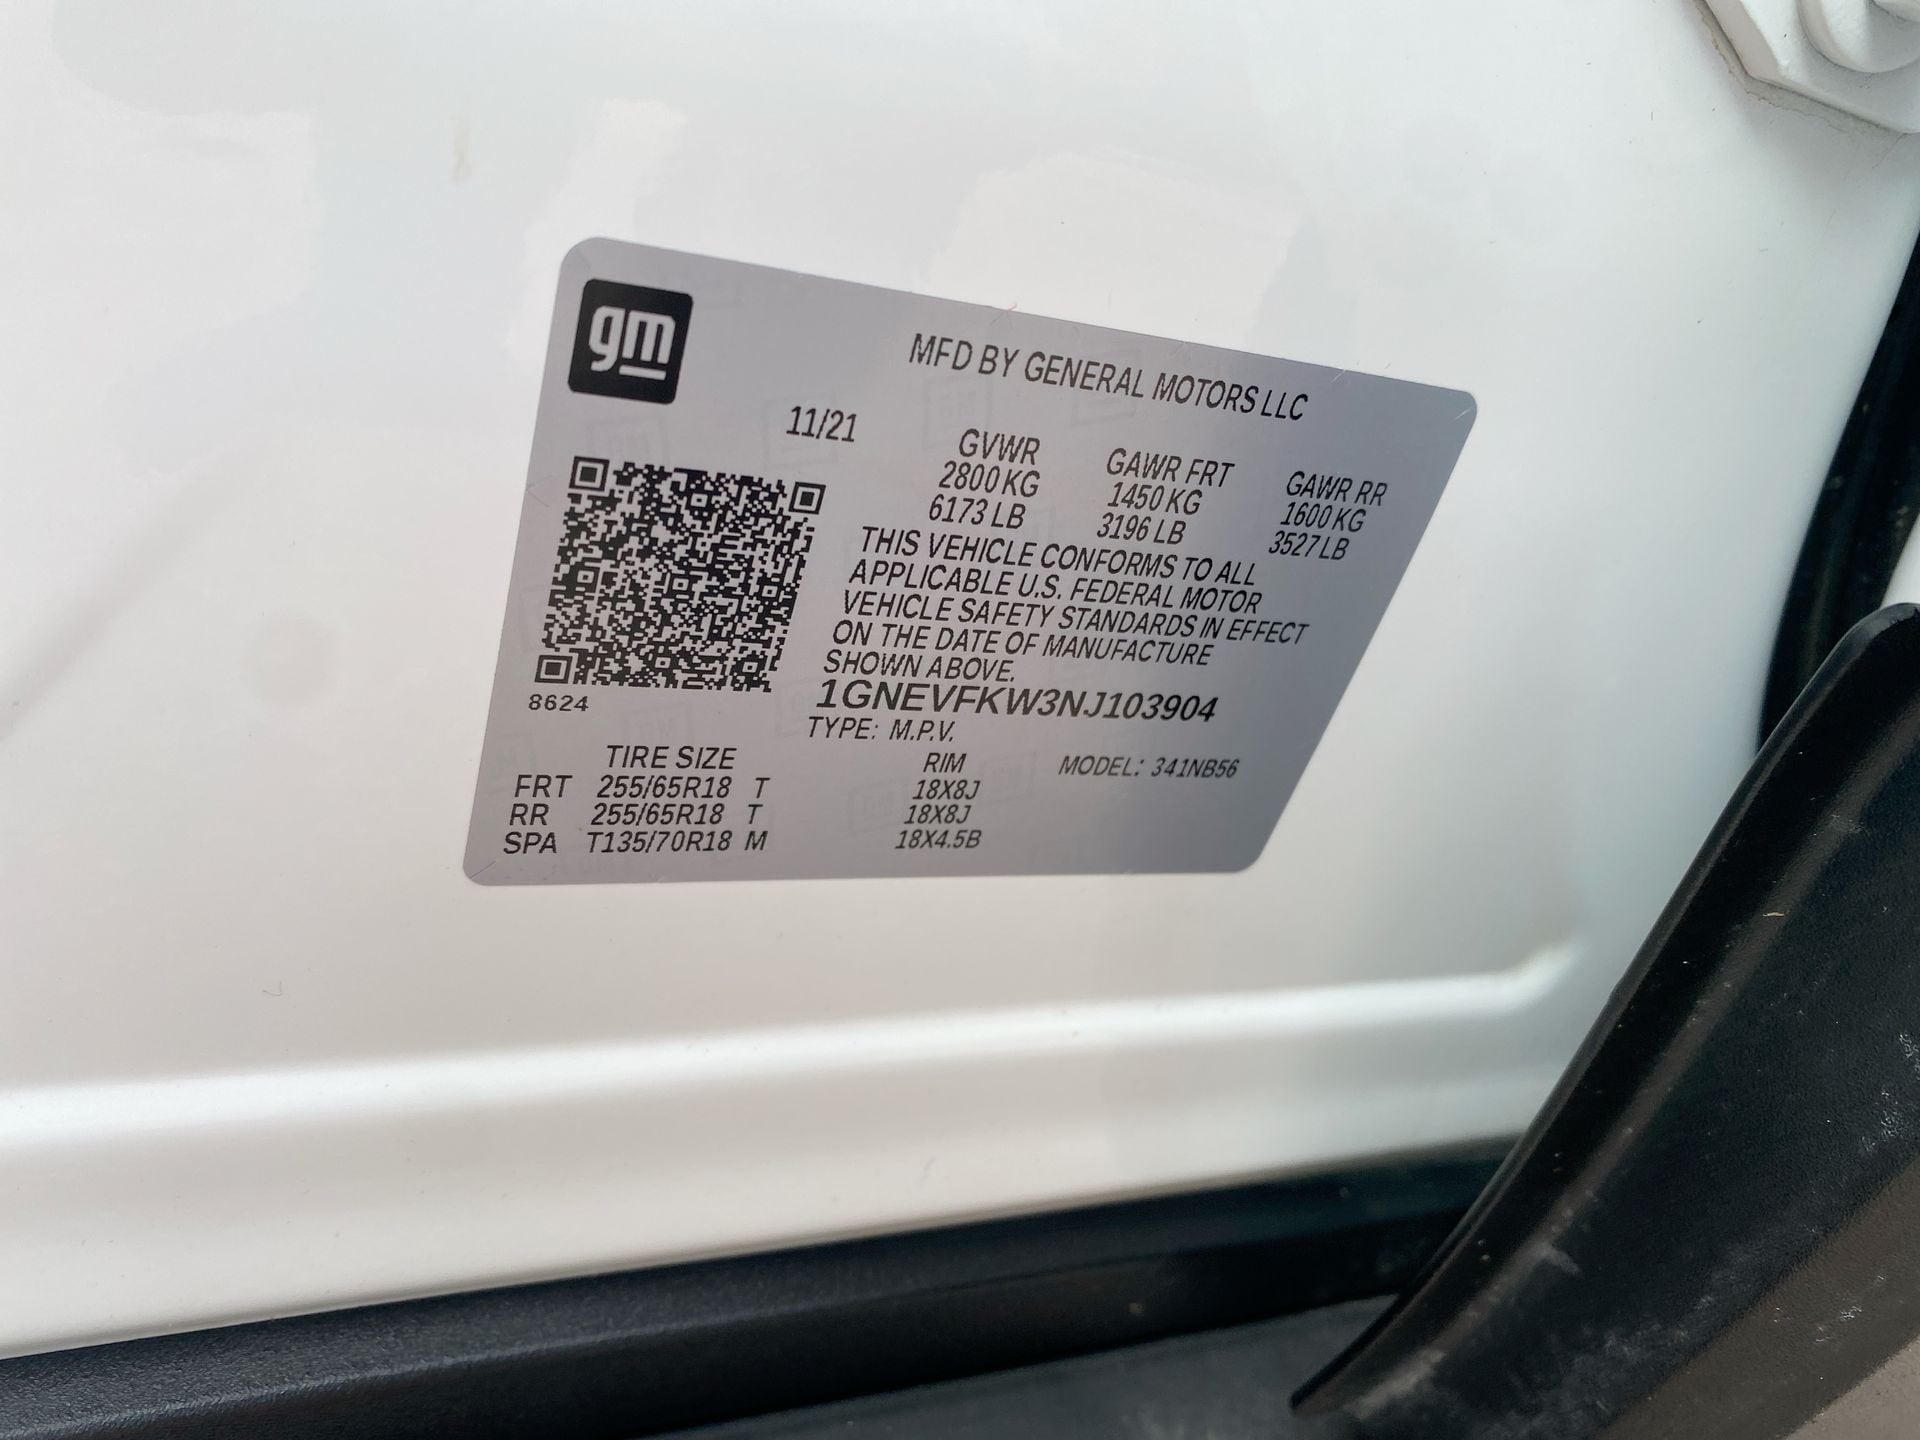 gm
MFD BY GENERAL MOTORS LLC
11/21
GVWR GAWR FRT GAWR RR
2800 KG 1450 KG 1600 KG
6173 LB 3196 LB 3527 LB
THIS VEHICLE CONFORMS TO ALL
APPLICABLE U.S. FEDERAL MOTOR
VEHICLE SAFETY STANDARDS IN EFFECT
ON THE DATE OF MANUFACTURE
SHOWN ABOVE.
1GNEVFKW3NJ103904
8624
TYPE: M.P.V.
TIRE SIZE RIM MODEL: 341NB56
FRT 255/65R18 T 18X8J
RR 255/65R18 T 18X8J
SPA T135/70R18 M 18X4.5B